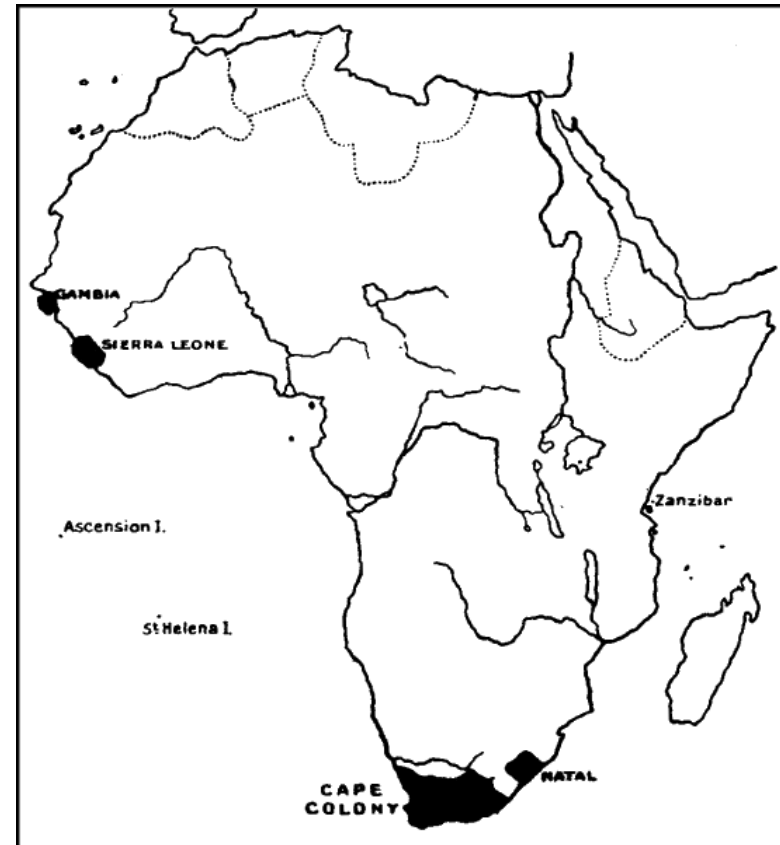 GAMBIA
SIERRA LEONE
Zanzibar
Ascension I.
St Helena I.
NATAL
CAPE
COLONY